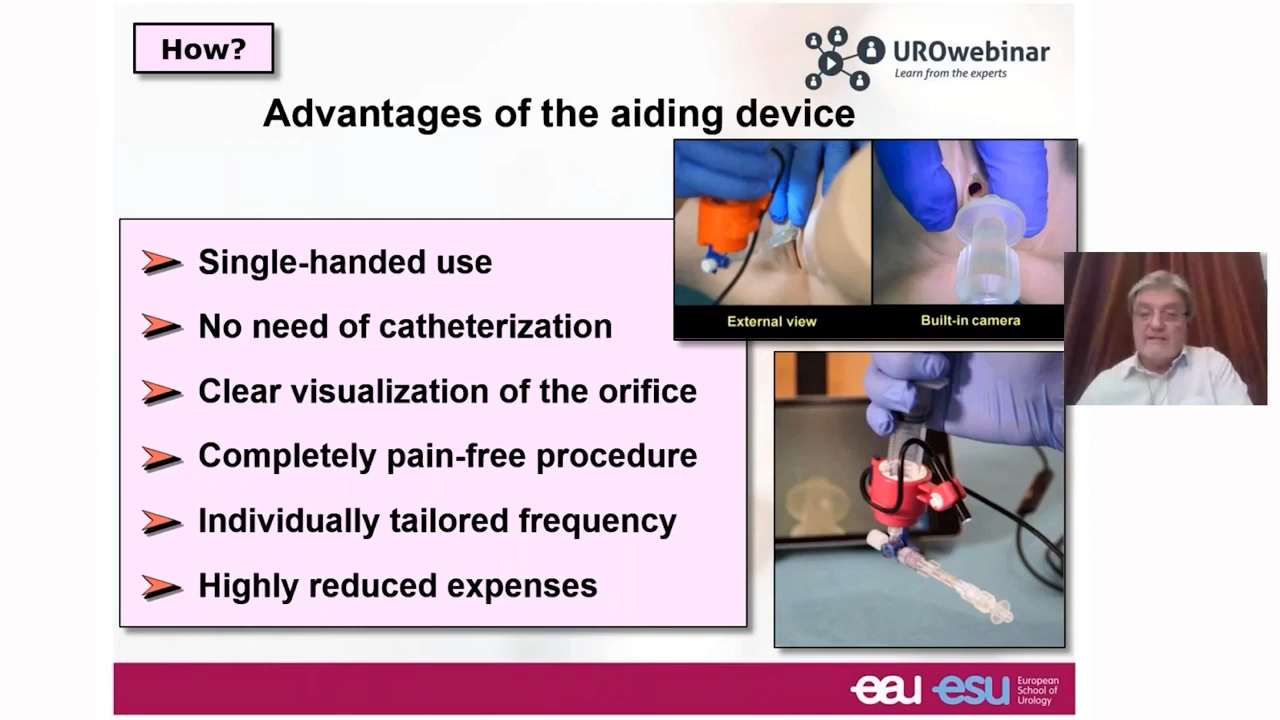 How?
UROwebinar
Learn from the experts
Advantages of the aiding device
External view
Built-in camera
Single-handed use
No need of catheterization
Clear visualization of the orifice
Completely pain-free procedure
Individually tailored frequency
Highly reduced expenses
eau esu European
School of
Urology